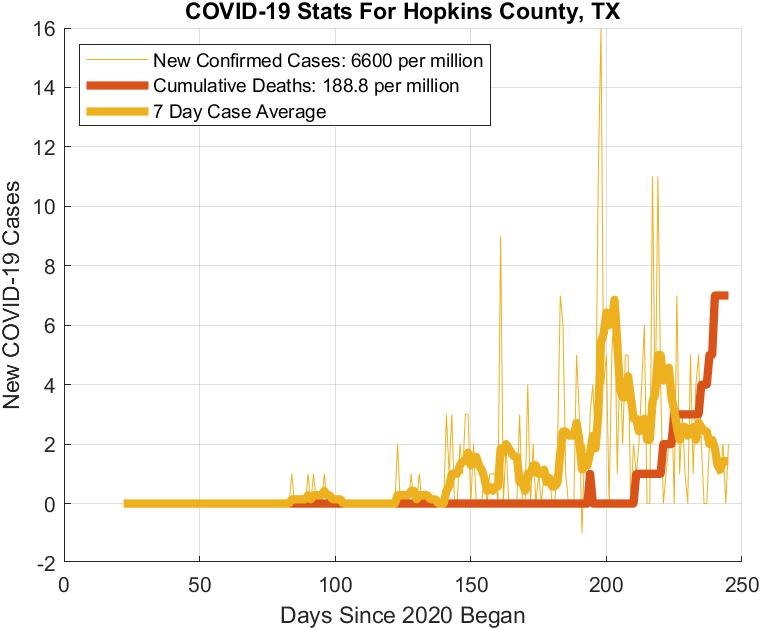 COVID-19 Stats For Hopkins County, TX
16
14
12
10
8
6
4
2
0
-2
New Confirmed Cases: 6600 per million
Cumulative Deaths: 188.8 per million
7 Day Case Average
New COVID-19 Cases
0 50 100 150 200 250
Days Since 2020 Began